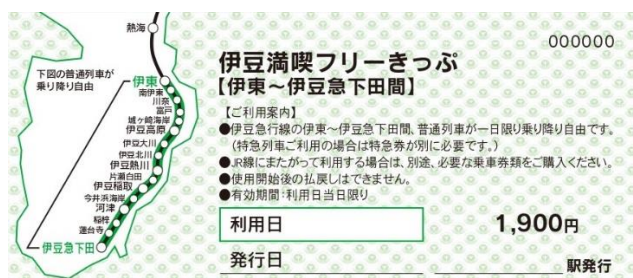 熱海
下図の普通列車が
乗り降り自由
伊東
南伊東
川奈
富戸
城ヶ崎海岸
伊豆高原
伊豆大川
伊豆北川
伊豆熱川
片瀬白田
伊豆稲取
今井浜海岸
河津
稲梓
蓮台寺
伊豆急下田
000000
伊豆満喫フリーきっぷ
【伊東〜伊豆急下田間】
【ご利用案内】
●伊豆急行線の伊東〜伊豆急下田間、普通列車が一日限り乗り降り自由です。
(特急列車ご利用の場合は特急券が別に必要です。)
●JR線にまたがって利用する場合は、別途、必要な乗車券類をご購入ください。
●使用開始後の払戻しはできません。
●有効期間:利用日当日限り
利用日
1,900円
発行日
駅発行